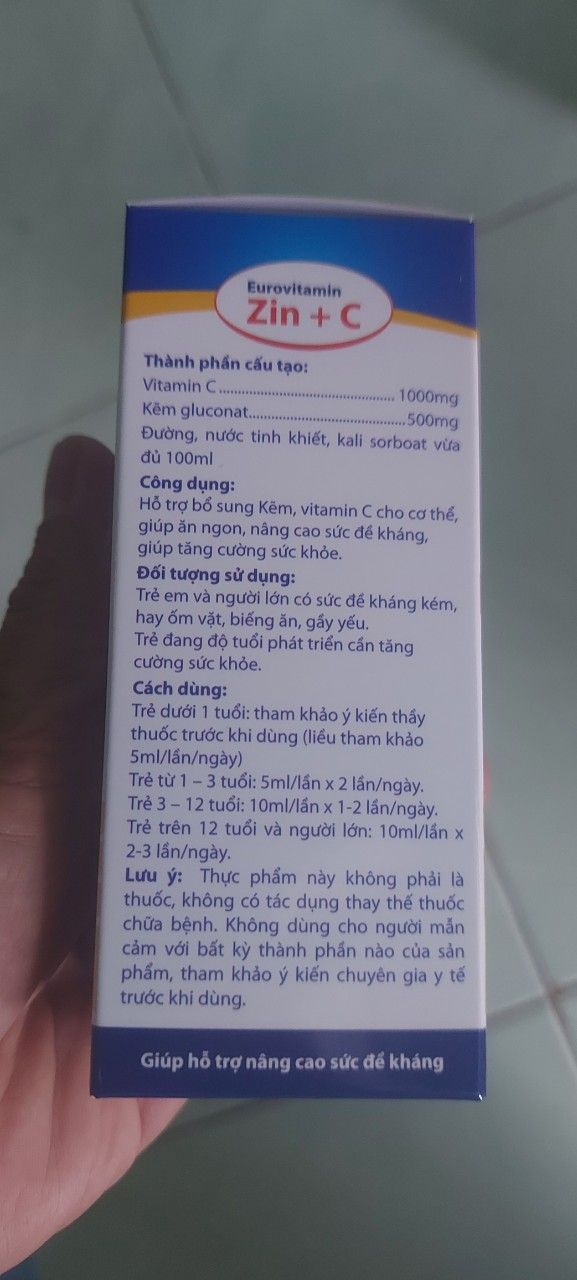 Eurovitamin
Zin + C
Thành phần cấu tạo:
Vitamin C............................................ 1000mg
Kẽm gluconat.......................................500mg
Đường, nước tinh khiết, kali sorboat vừa
đủ 100ml
Công dụng:
Hỗ trợ bổ sung Kẽm, vitamin C cho cơ thể,
giúp ăn ngon, nâng cao sức đề kháng,
giúp tăng cường sức khỏe.
Đối tượng sử dụng:
Trẻ em và người lớn có sức đề kháng kém,
hay ốm vặt, biếng ăn, gầy yếu.
Trẻ đang độ tuổi phát triển cần tăng
cường sức khỏe.
Cách dùng:
Trẻ dưới 1 tuổi: tham khảo ý kiến thầy
thuốc trước khi dùng (liều tham khảo
5ml/lần/ngày)
Trẻ từ 1 – 3 tuổi: 5ml/lần x 2 lần/ngày.
Trẻ 3 – 12 tuổi: 10ml/lần x 1-2 lần/ngày.
Trẻ trên 12 tuổi và người lớn: 10ml/lần x
2-3 lần/ngày.
Lưu ý: Thực phẩm này không phải là
thuốc, không có tác dụng thay thế thuốc
chữa bệnh. Không dùng cho người mẫn
cảm với bất kỳ thành phần nào của sản
phẩm, tham khảo ý kiến chuyên gia y tế
trước khi dùng.
Giúp hỗ trợ nâng cao sức đề kháng